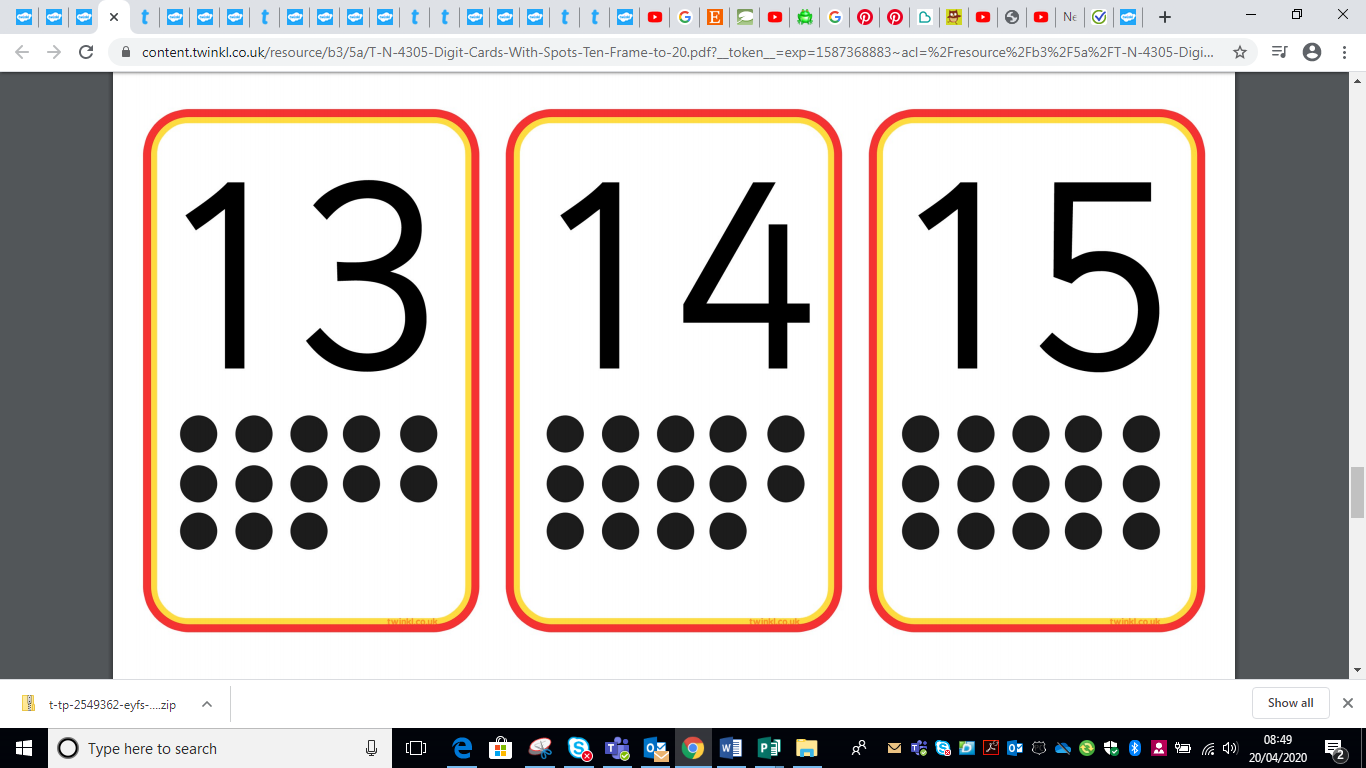 content.twinkl.co.uk/resource/b3/5a/T-N-4305-Digit-Cards-With-Spots-Ten-Frame-to-20.pdf?__token__=exp=1587368883~acl=%2Fresource%2Fb3%2F5a%2FT-N-4305-Digi...
13 14 15
twinkl.co.uk twinkl.co.uk twinkl.co.uk
t-tp-2549362-eyfs-....zip
Show all
Type here to search
08:49
20/04/2020
2